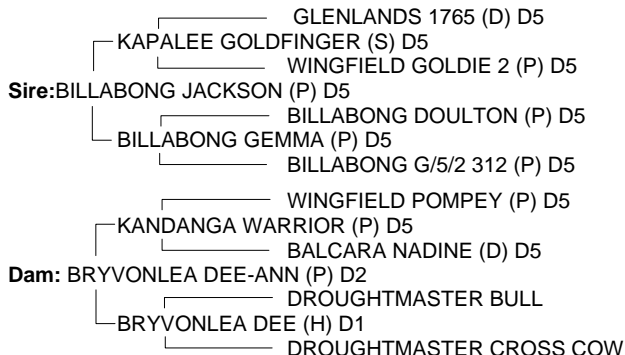 GLENLANDS 1765 (D) D5
KAPALEE GOLDFINGER (S) D5
WINGFIELD GOLDIE 2 (P) D5
Sire:BILLABONG JACKSON (P) D5
BILLABONG DOULTON (P) D5
BILLABONG GEMMA (P) D5
BILLABONG G/5/2 312 (P) D5
WINGFIELD POMPEY (P) D5
KANDANGA WARRIOR (P) D5
BALCARA NADINE (D) D5
Dam: BRYVONLEA DEE-ANN (P) D2
DROUGHTMASTER BULL
BRYVONLEA DEE (H) D1
DROUGHTMASTER CROSS COW